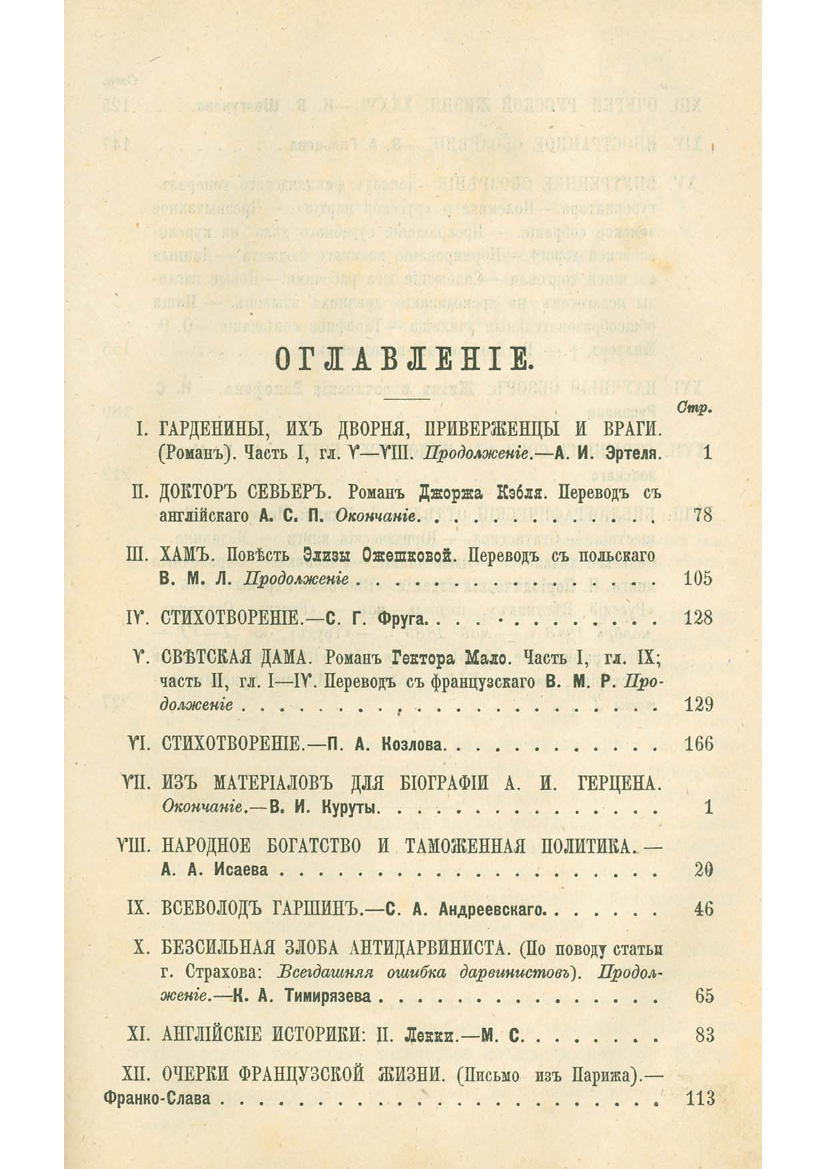 ОГЛАВЛЕНІЕ.
Стр.
I. ГАРДЕНИНЫ, ИХЪ ДВОРНЯ, ПРИВЕРЖЕНЦЫ И ВРАГИ.
(Романъ). Часть I, гл. V—VIII. Продолженіе.—А. И. Эртеля. 1
II. ДОКТОРЪ СЕВЬЕРЪ. Романъ Джоржа Кэбля. Переводъ съ
англійскаго А. С. П. Окончаніе. . . . . . . . . . . . 78
III. ХАМЪ. Повѣсть Элизы Ожешковой. Переводъ съ польскаго
В. М. Л. Продолженіе . . . . . . . . . . . . . . . . 105
IV. СТИХОТВОРЕНІЕ.—С. Г. Фруга. . . . . . . . . . . . 128
V. СВѢТСКАЯ ДАМА. Романъ Гектора Мало. Часть I, гл. IX;
часть II, гл. I—IV. Переводъ съ французскаго В. М. Р. Про-
долженіе . . . . . . . . . . . . . . . . . . . . . 129
VI. СТИХОТВОРЕНІЕ.—П. А. Козлова. . . . . . . . . . . 166
VII. ИЗЪ МАТЕРІАЛОВЪ ДЛЯ БІОГРАФІИ А. И. ГЕРЦЕНА.
Окончаніе.—В. И. Куруты. . . . . . . . . . . . . . 1
VIII. НАРОДНОЕ БОГАТСТВО И ТАМОЖЕННАЯ ПОЛИТИКА.—
А. А. Исаева . . . . . . . . . . . . . . . . . . . 20
IX. ВСЕВОЛОДЪ ГАРШИНЪ.—С. А. Андреевскаго. . . . . . . 46
X. БЕЗСИЛЬНАЯ ЗЛОБА АНТИДАРВИНИСТА. (По поводу статьи
г. Страхова: Всегдашняя ошибка дарвинистовъ). Продол-
женіе.—К. А. Тимирязева . . . . . . . . . . . . . . 65
XI. АНГЛІЙСКІЕ ИСТОРИКИ: II. Лекки.—М. С. . . . . . . . 83
XII. ОЧЕРКИ ФРАНЦУЗСКОЙ ЖИЗНИ. (Письмо изъ Парижа).—
Франко-Слава . . . . . . . . . . . . . . . . . . . . . 113